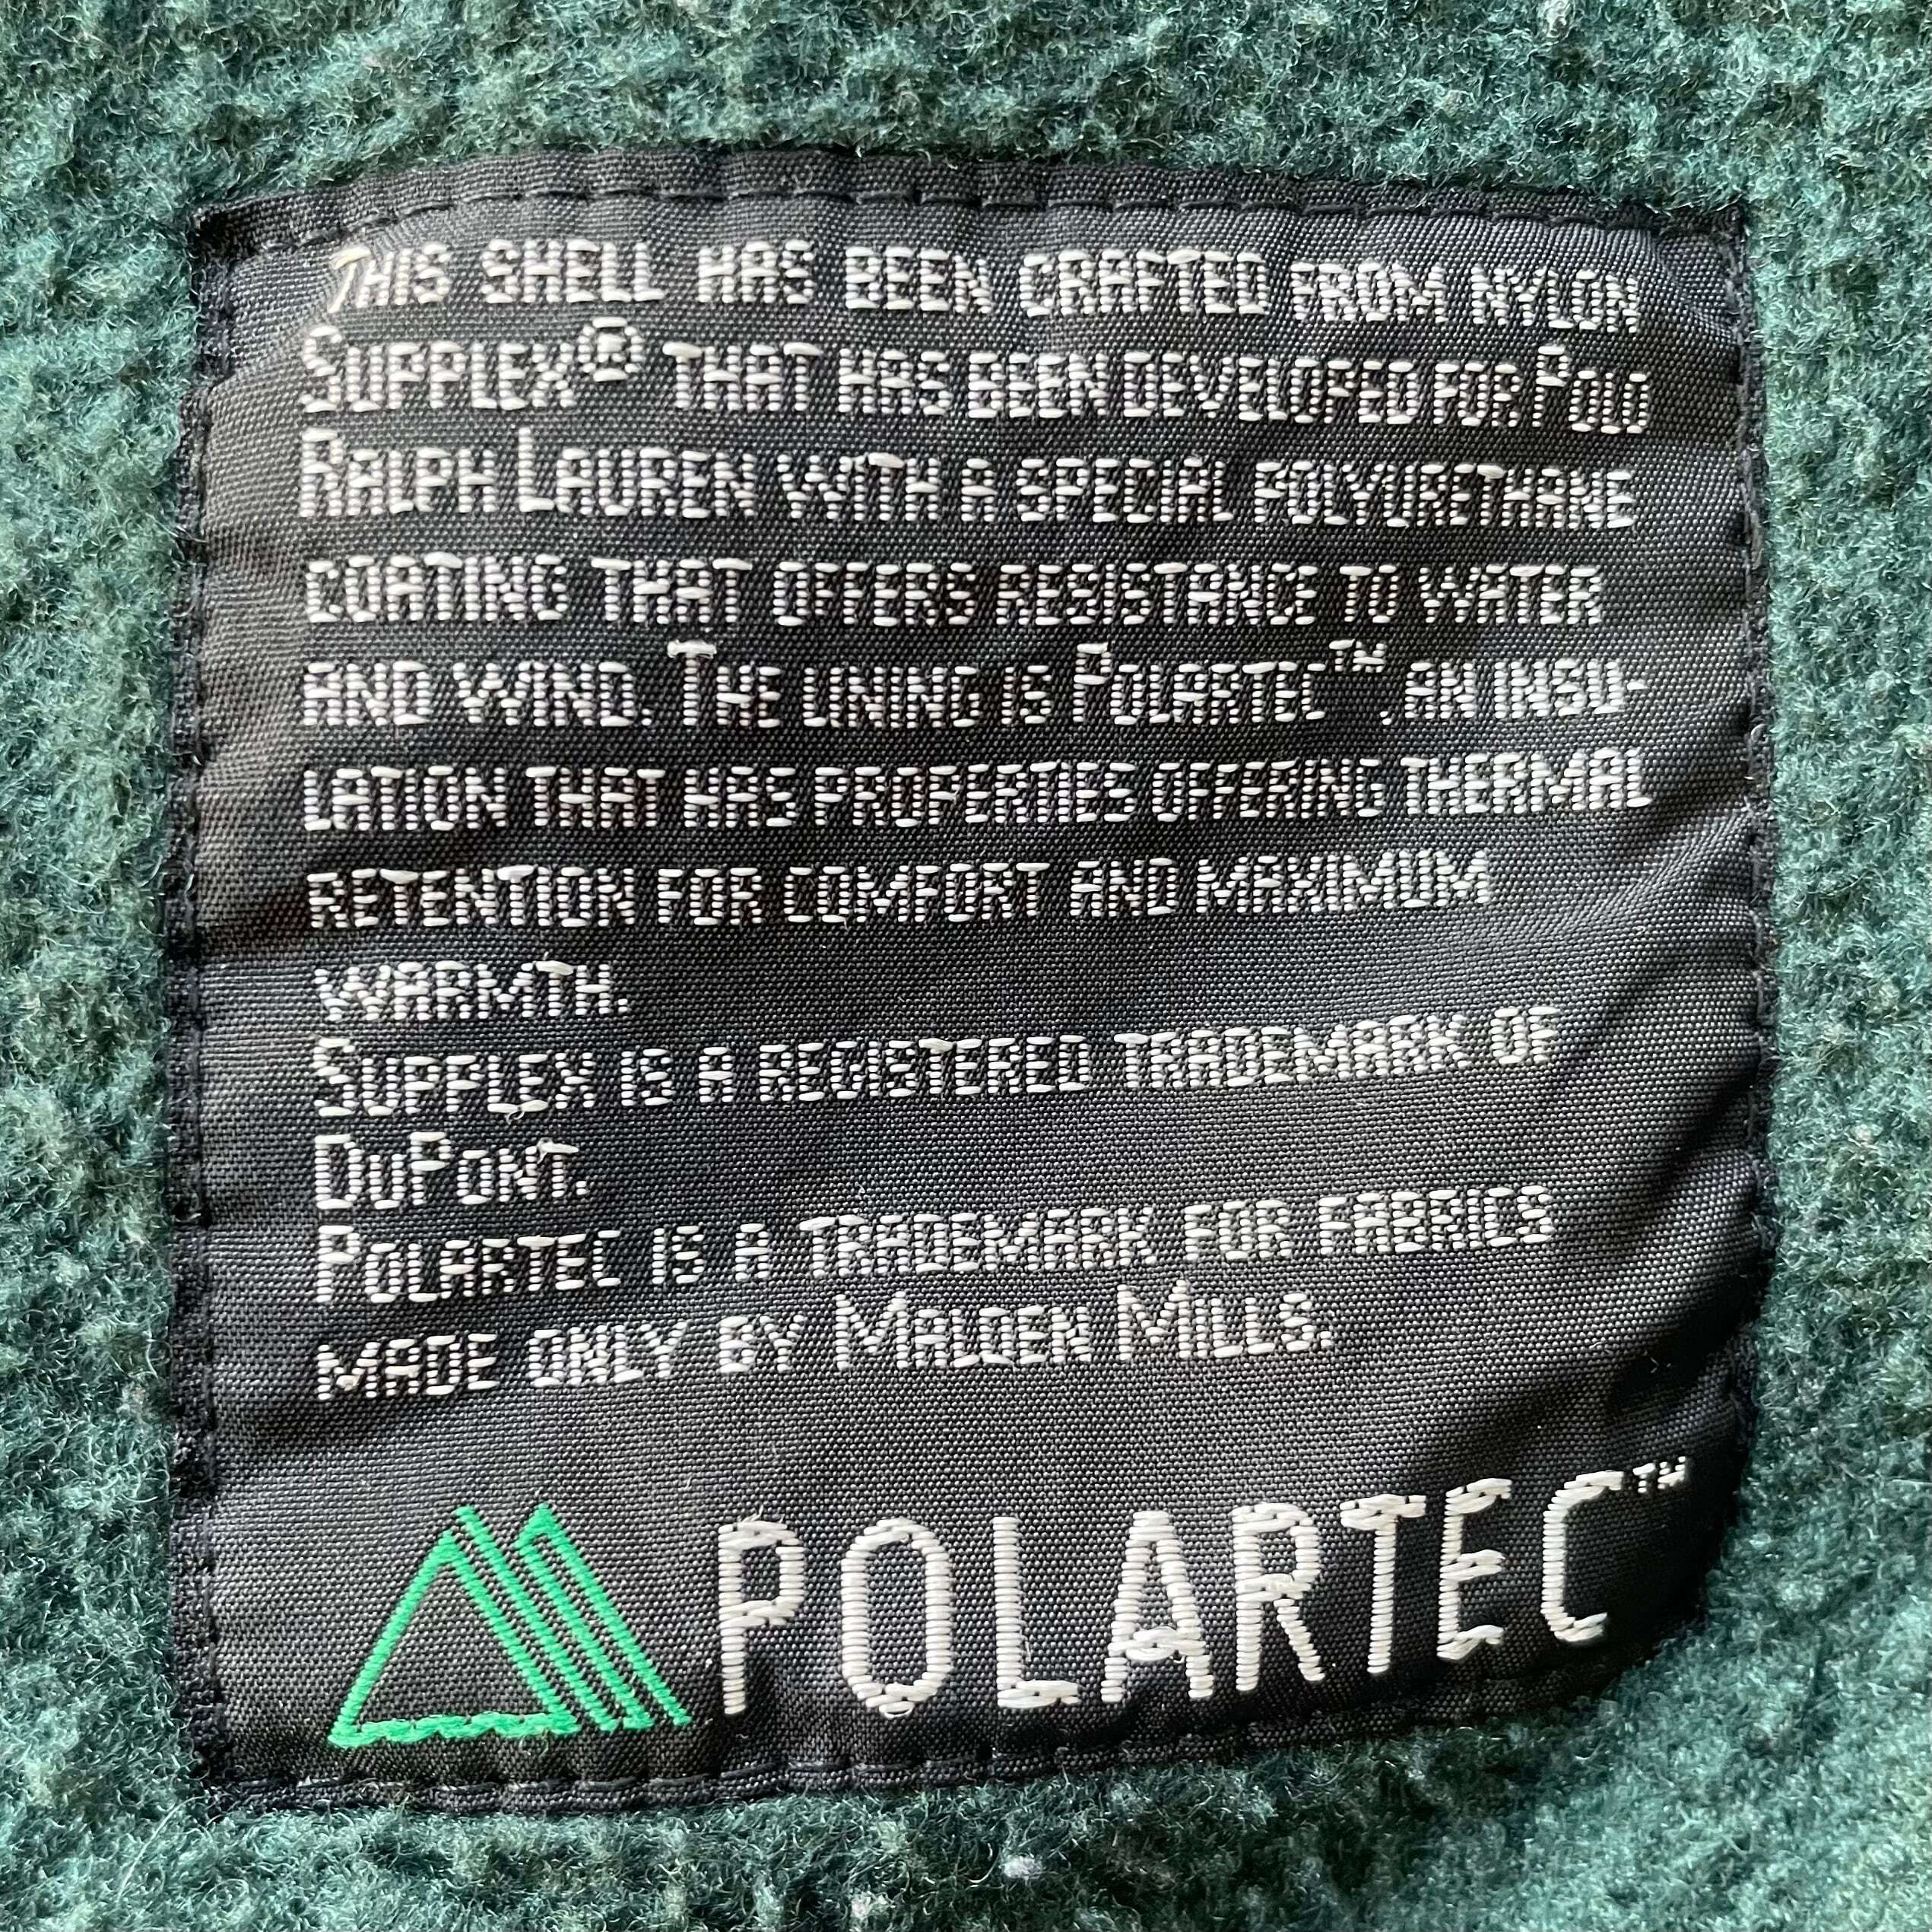 THIS SHELL HAS BEEN CRAFTED FROM NYLON
SUPPLEX® THAT HAS BEEN DEVELOPED FOR POLO
RALPH LAUREN WITH A SPECIAL POLYURETHANE
COATING THAT OFFERS RESISTANCE TO WATER
AND WIND. THE LINING IS POLARTEC™, AN INSU-
LATION THAT HAS PROPERTIES OFFERING THERMAL
RETENTION FOR COMFORT AND MAXIMUM
WARMTH.
SUPPLEX IS A REGISTERED TRADEMARK OF
DUPONT.
POLARTEC IS A TRADEMARK FOR FABRICS
MADE ONLY BY MALDEN MILLS.
POLARTEC™